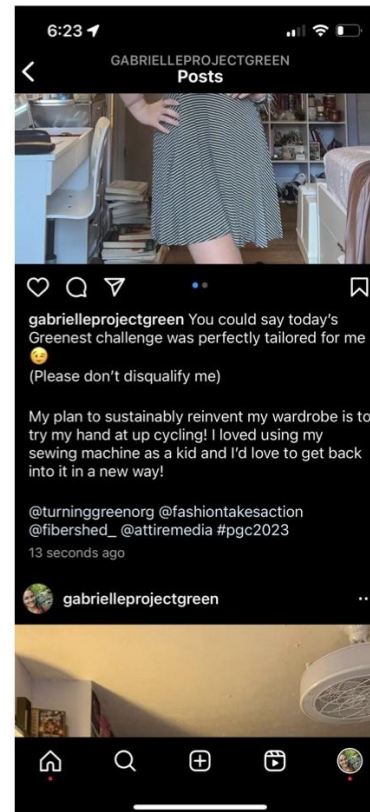 6:23
GABRIELLEPROJECTGREEN
Posts
gabrielleprojectgreen You could say today's
Greenest challenge was perfectly tailored for me
😉
(Please don't disqualify me)
My plan to sustainably reinvent my wardrobe is to
try my hand at up cycling! I loved using my
sewing machine as a kid and I'd love to get back
into it in a new way!
@turninggreenorg @fashiontakesaction
@fibershed_ @attiremedia #pgc2023
13 seconds ago
gabrielleprojectgreen